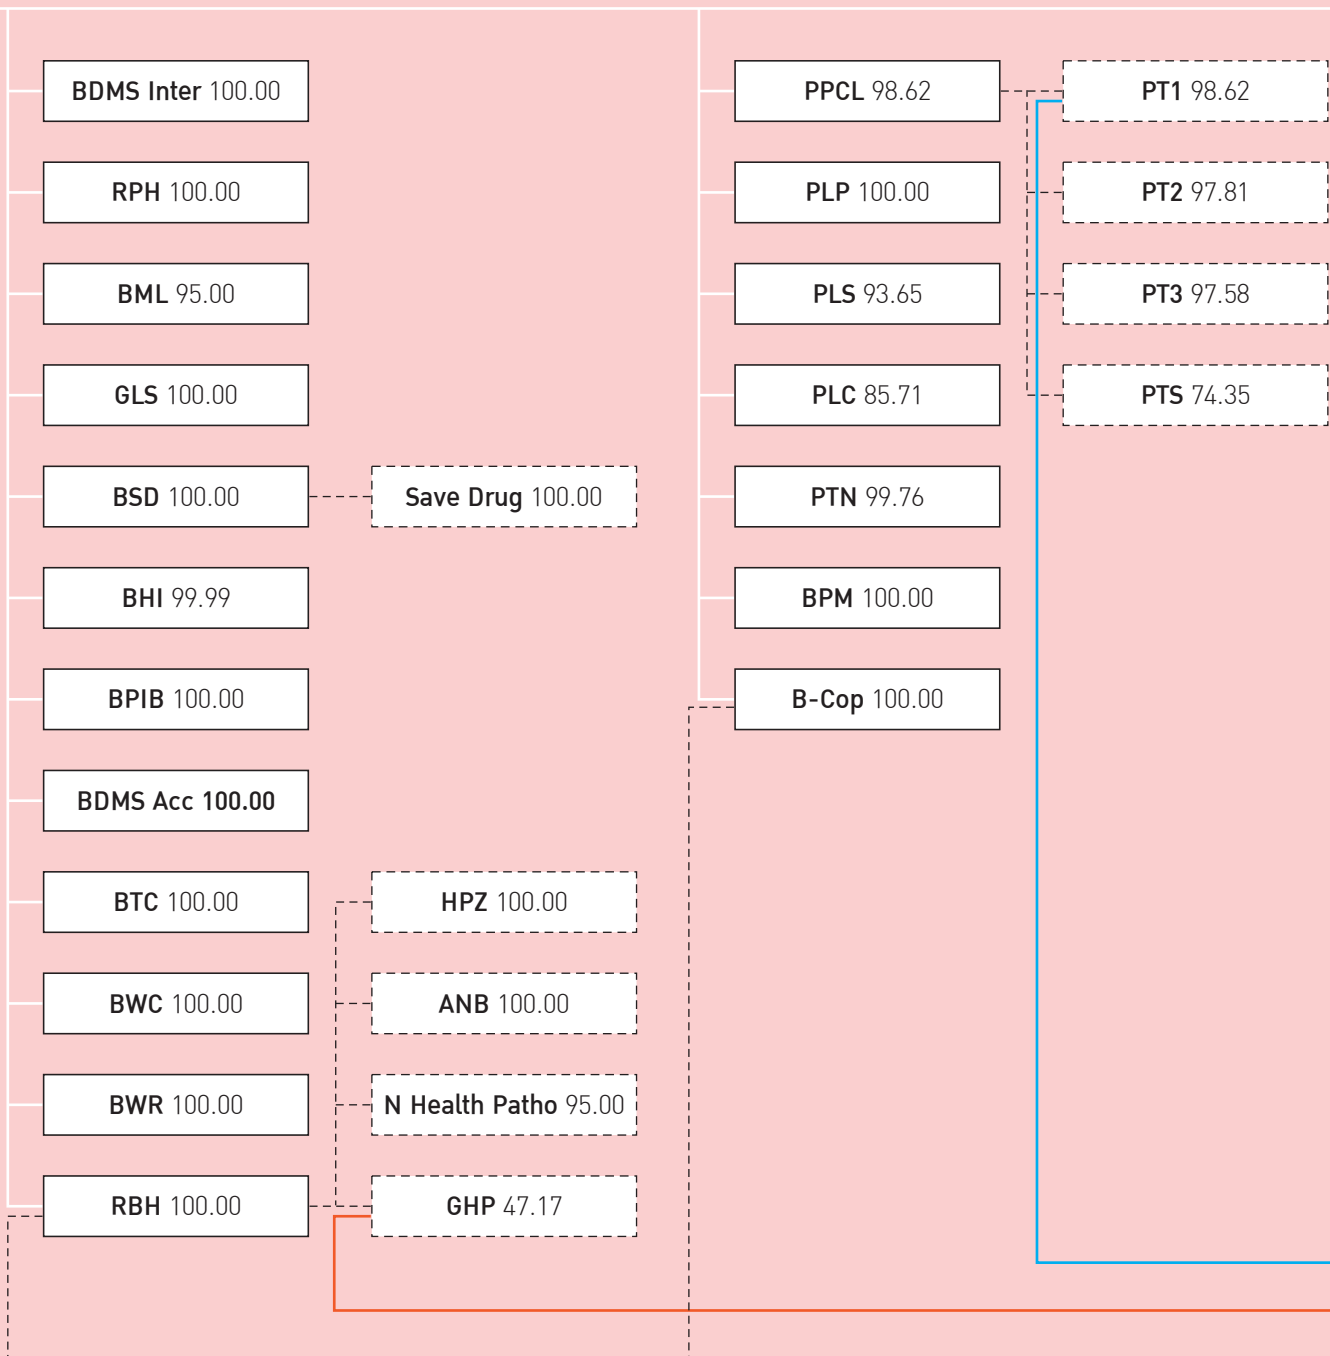 BDMS Inter 100.00
RPH 100.00
BML 95.00
GLS 100.00
BSD 100.00
Save Drug 100.00
BHI 99.99
BPIB 100.00
BDMS Acc 100.00
BTC 100.00
HPZ 100.00
BWC 100.00
ANB 100.00
BWR 100.00
N Health Patho 95.00
RBH 100.00
GHP 47.17
PPCL 98.62
PT1 98.62
PLP 100.00
PT2 97.81
PLS 93.65
PT3 97.58
PLC 85.71
PTS 74.35
PTN 99.76
BPM 100.00
B-Cop 100.00